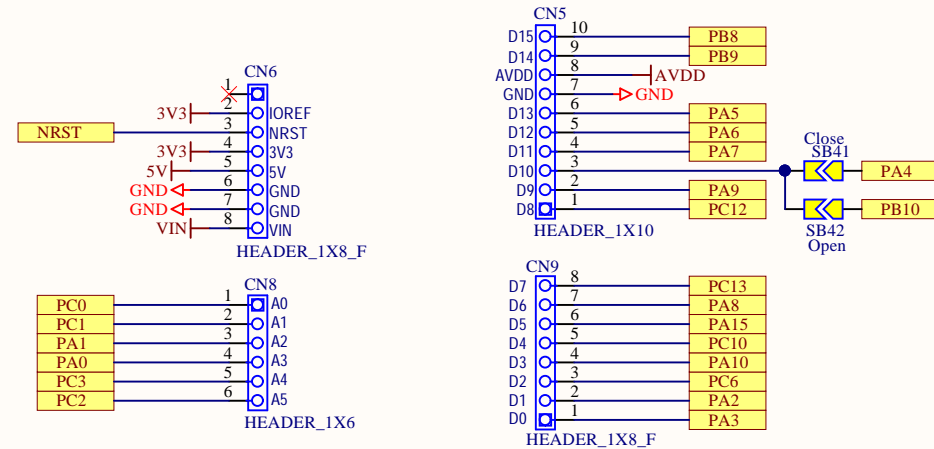 CN6
1
3V3 2 IOREF
NRST 3 NRST
3V3 4 3V3
5V 5 5V
GND 6 GND
GND 7 GND
VIN 8 VIN
HEADER_1X8_F
CN8
PC0 1 A0
PC1 2 A1
PA1 3 A2
PA0 4 A3
PC3 5 A4
PC2 6 A5
HEADER_1X6
CN5
D15 10 PB8
D14 9 PB9
AVDD 8 AVDD
GND 7 GND
D13 6 PA5
D12 5 PA6
D11 4 PA7
D10 3
D9 2 PA9
D8 1 PC12
HEADER_1X10
Close
SB41
PA4
PB10
SB42
Open
CN9
D7 8 PC13
D6 7 PA8
D5 6 PA15
D4 5 PC10
D3 4 PA10
D2 3 PC6
D1 2 PA2
D0 1 PA3
HEADER_1X8_F